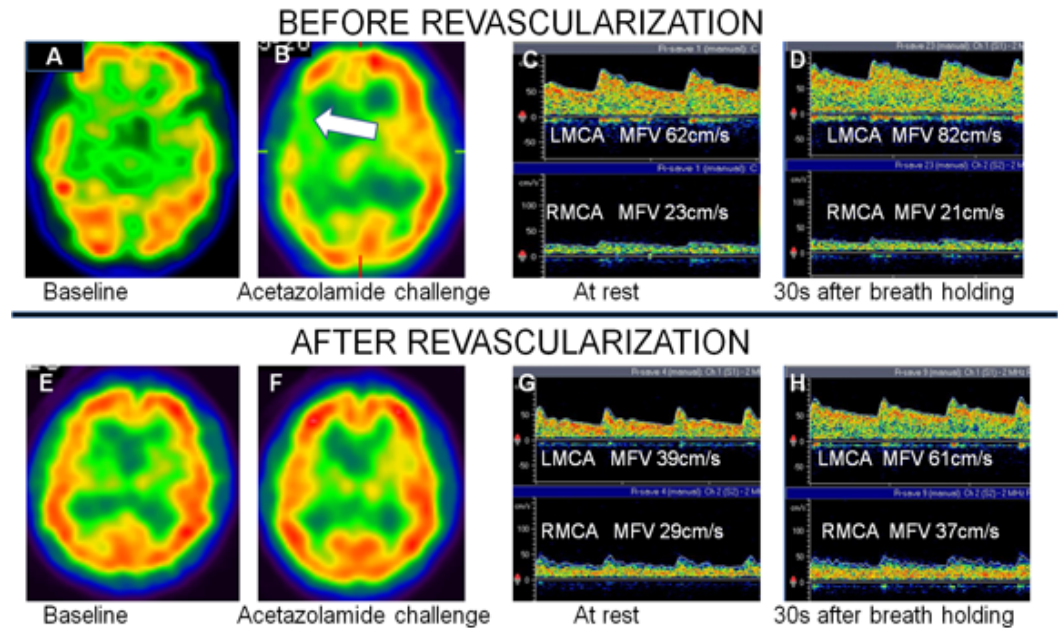 BEFORE REVASCULARIZATION
A
B
C
D
LMCA MFV 62cm/s
LMCA MFV 82cm/s
RMCA MFV 23cm/s
RMCA MFV 21cm/s
Baseline
Acetazolamide challenge
At rest
30s after breath holding
AFTER REVASCULARIZATION
E
F
G
H
LMCA MFV 39cm/s
LMCA MFV 61cm/s
RMCA MFV 29cm/s
RMCA MFV 37cm/s
Baseline
Acetazolamide challenge
At rest
30s after breath holding